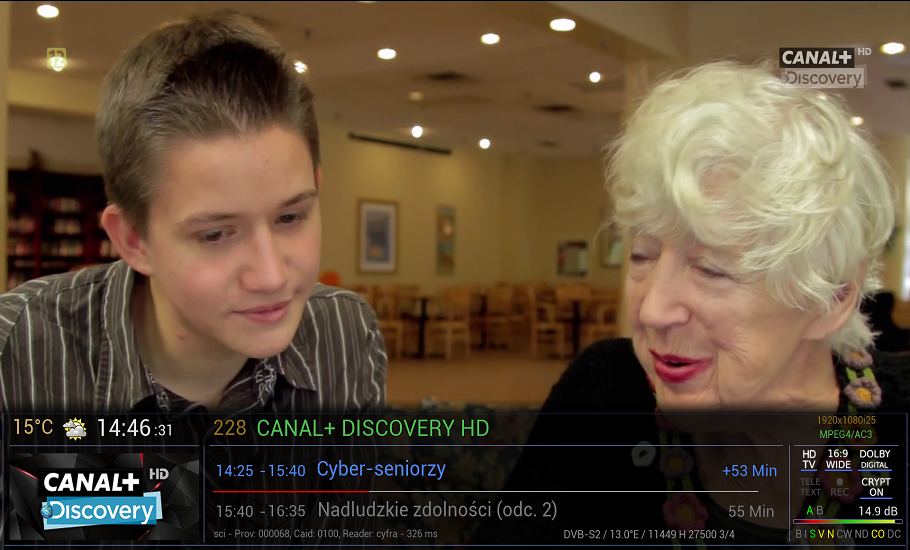 12
CANAL+ HD
Discovery
15°C 14:46:31
228 CANAL+ DISCOVERY HD
1920x1080i25
MPEG4/AC3
CANAL+ HD
Discovery
14:25 - 15:40 Cyber-seniorzy +53 Min
15:40 - 16:35 Nadludzkie zdolności (odc. 2) 55 Min
sci - Prov: 000068, Caid: 0100, Reader: cyfra - 326 ms DVB-S2 / 13.0°E / 11449 H 27500 3/4
HD TV 16:9 WIDE DOLBY DIGITAL
TELE TEXT REC CRYPT ON
A B 14.9 dB
B I S V N CW ND CO DC